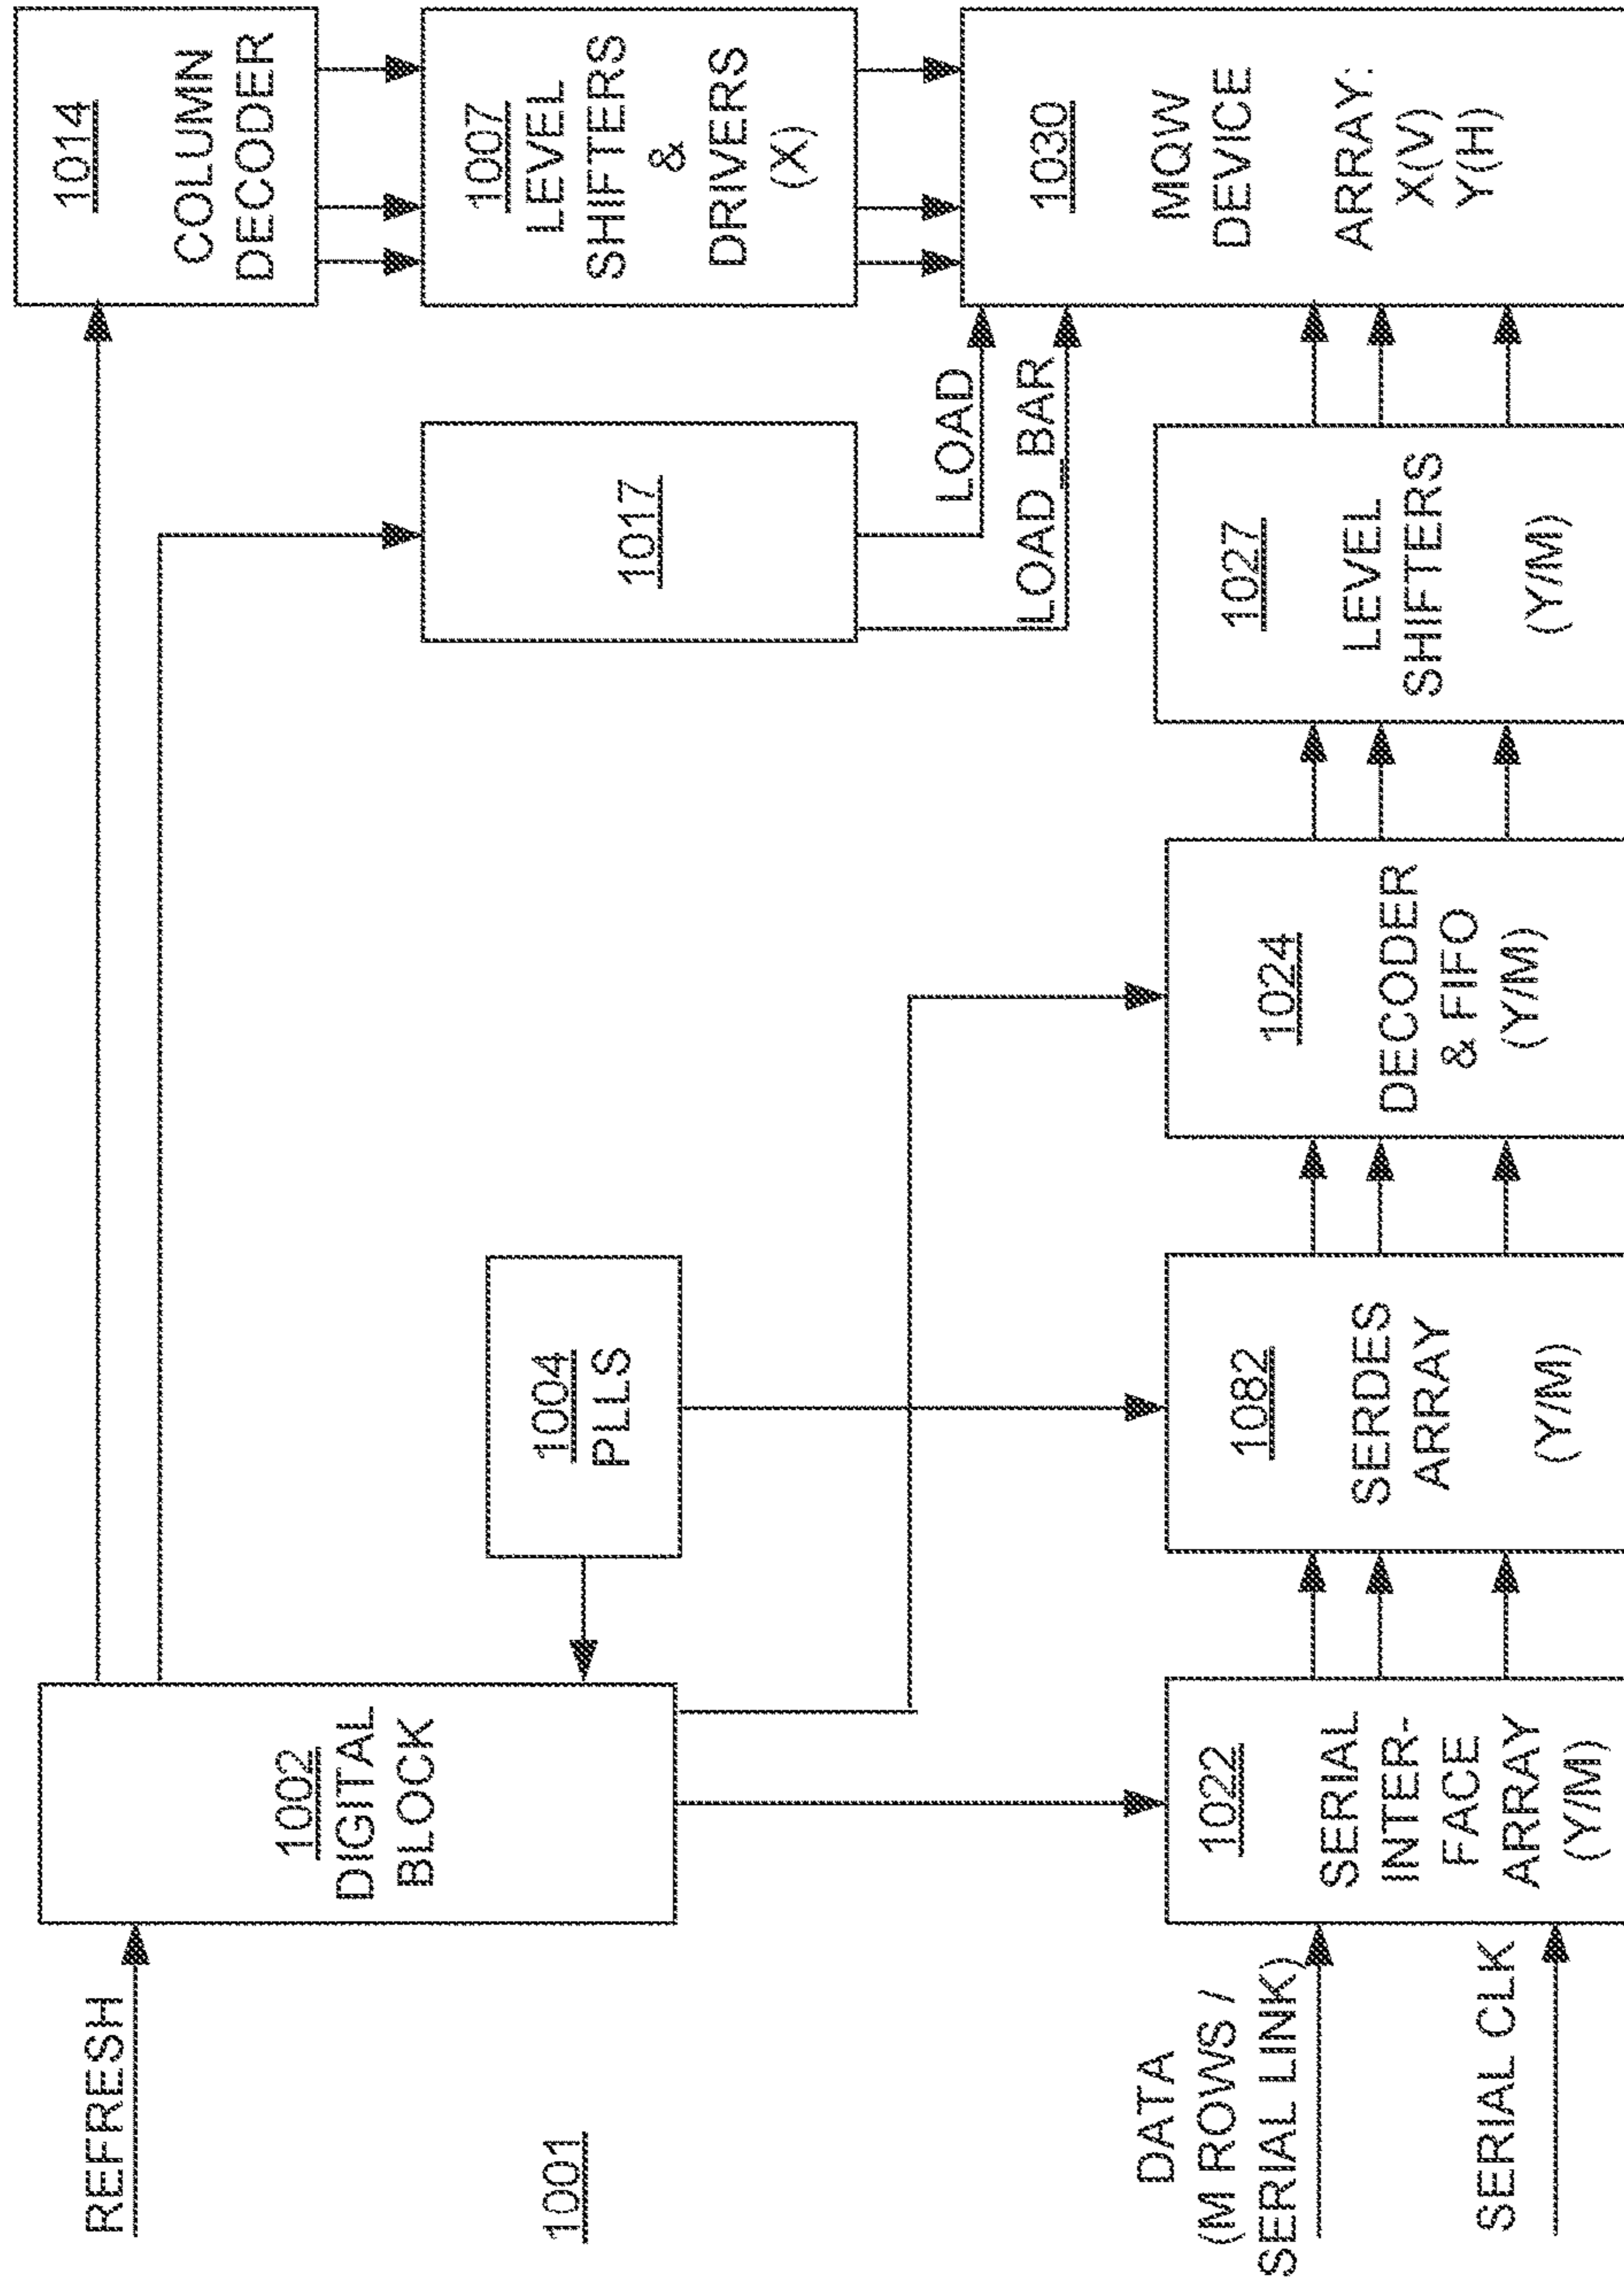 REFRESH
1001
DATA
(M ROWS /
SERIAL LINK)
SERIAL CLK
1002
DIGITAL
BLOCK
1022
SERIAL
INTER-
FACE
ARRAY
(Y/M)
1004
PLLS
1082
SERDES
ARRAY
(Y/M)
1024
DECODER
& FIFO
(Y/M)
1017
LOAD
LOAD_BAR
1027
LEVEL
SHIFTERS
(Y/M)
1014
COLUMN
DECODER
1007
LEVEL
SHIFTERS
&
DRIVERS
(X)
1030
MQW
DEVICE
ARRAY:
X(V)
Y(H)